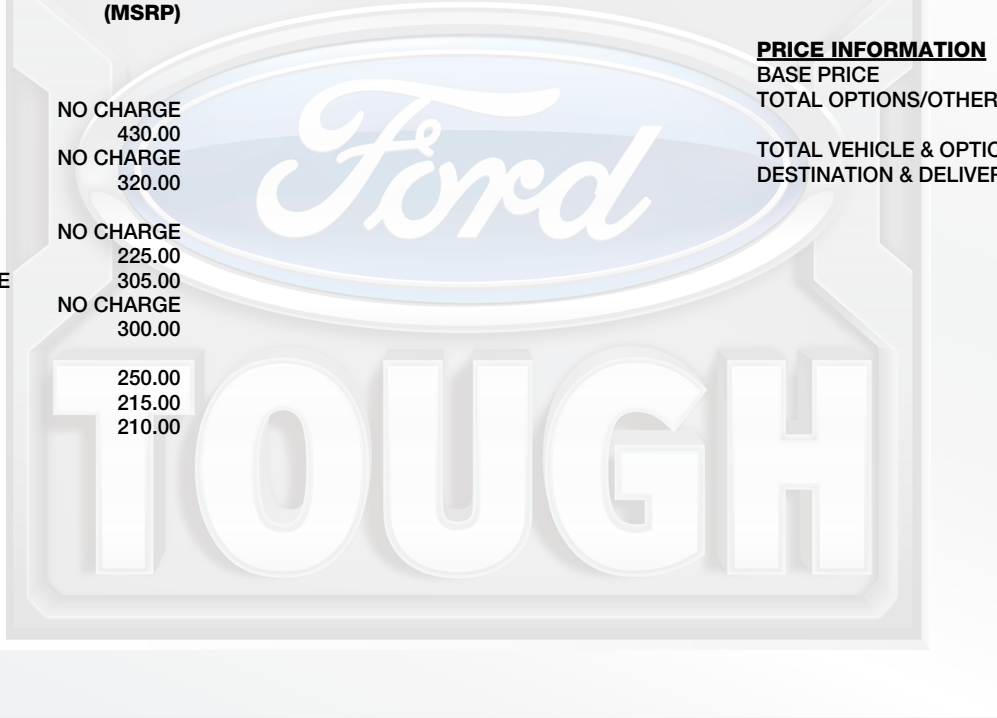 (MSRP)
NO CHARGE
430.00
NO CHARGE
320.00
NO CHARGE
225.00
E 305.00
NO CHARGE
300.00
250.00
215.00
210.00
PRICE INFORMATION
BASE PRICE
TOTAL OPTIONS/OTHER
TOTAL VEHICLE & OPTIO
DESTINATION & DELIVER
Ford
TOUGH